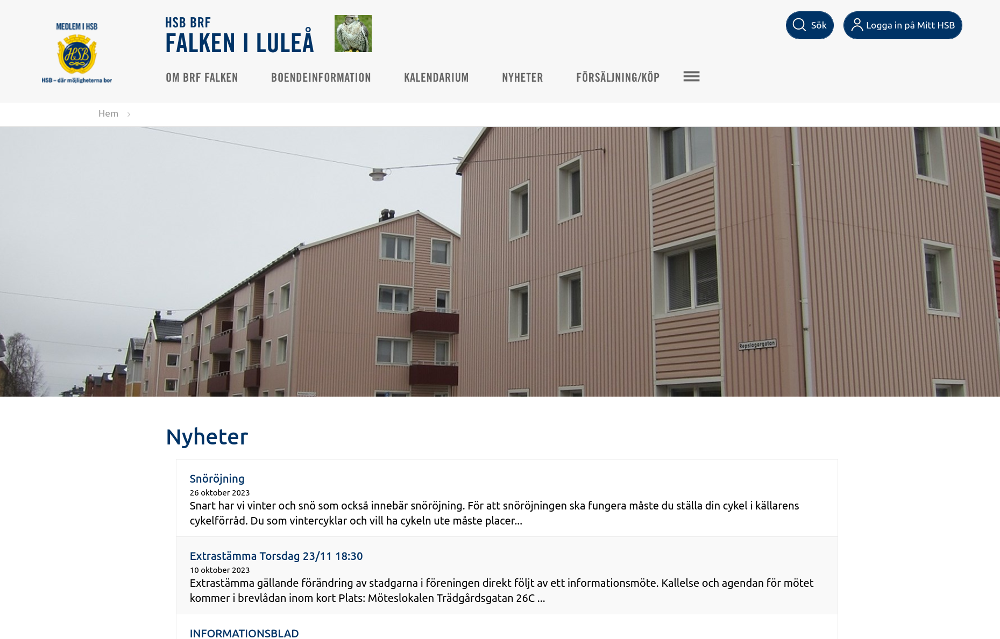 MEDLEM I HSB
HSB
HSB – där möjligheterna bor
HSB BRF
FALKEN I LULEÅ
Sök
Logga in på Mitt HSB
OM BRF FALKEN
BOENDEINFORMATION
KALENDARIUM
NYHETER
FÖRSÄLJNING/KÖP
Hem
Repslagargatan
Nyheter
Snöröjning
26 oktober 2023
Snart har vi vinter och snö som också innebär snöröjning. För att snöröjningen ska fungera måste du ställa din cykel i källarens
cykelförråd. Du som vintercyklar och vill ha cykeln ute måste placer...
Extrastämma Torsdag 23/11 18:30
10 oktober 2023
Extrastämma gällande förändring av stadgarna i föreningen direkt följt av ett informationsmöte. Kallelse och agendan för mötet
kommer i brevlådan inom kort Plats: Möteslokalen Trädgårdsgatan 26C ...
INFORMATIONSBLAD